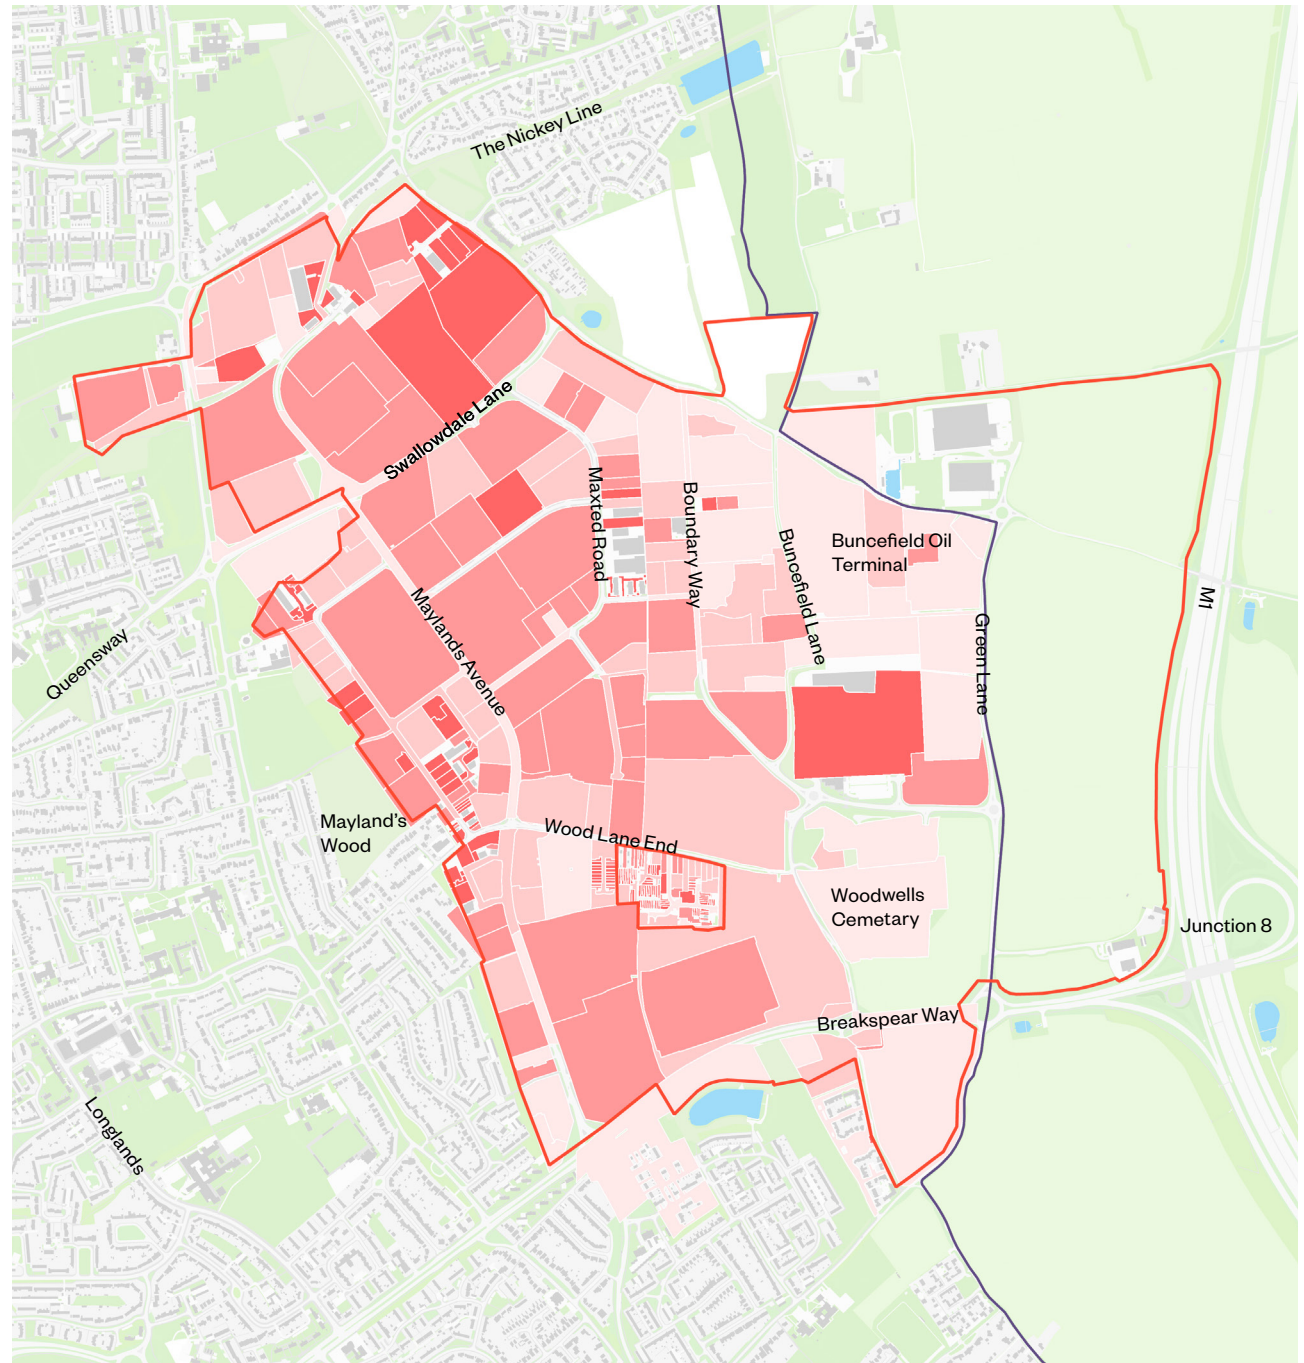 The Nickey Line
Swallowdale Lane
Maxted Road
Boundary Way
Buncefield Lane
Buncefield Oil
Terminal
M1
Green Lane
Maylands Avenue
Queensway
Mayland's
Wood
Wood Lane End
Woodwells
Cemetary
Junction 8
Breakspear Way
Longlands